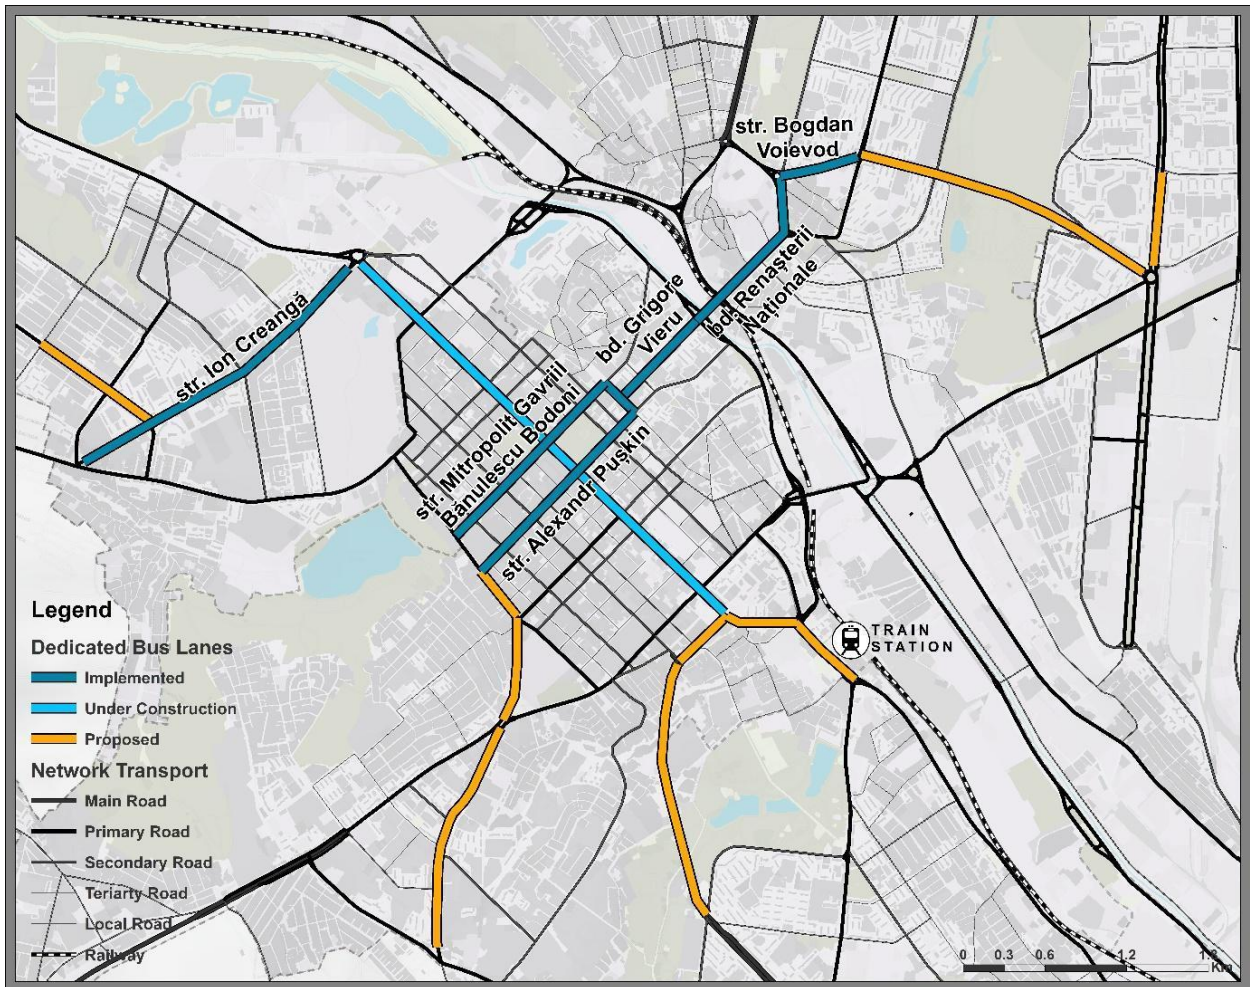 str. Bogdan
Voievod
bd. Renașterii
Naționale
bd. Grigore
Vieru
str. Ion Creangă
str. Mitropolit Gavriil
Bănulescu Bodoni
str. Alexandr Pușkin
TRAIN
STATION
Legend
Dedicated Bus Lanes
Implemented
Under Construction
Proposed
Network Transport
Main Road
Primary Road
Secondary Road
Teriarty Road
Local Road
Railway
0 0.3 0.6 1.2 1.8
Km